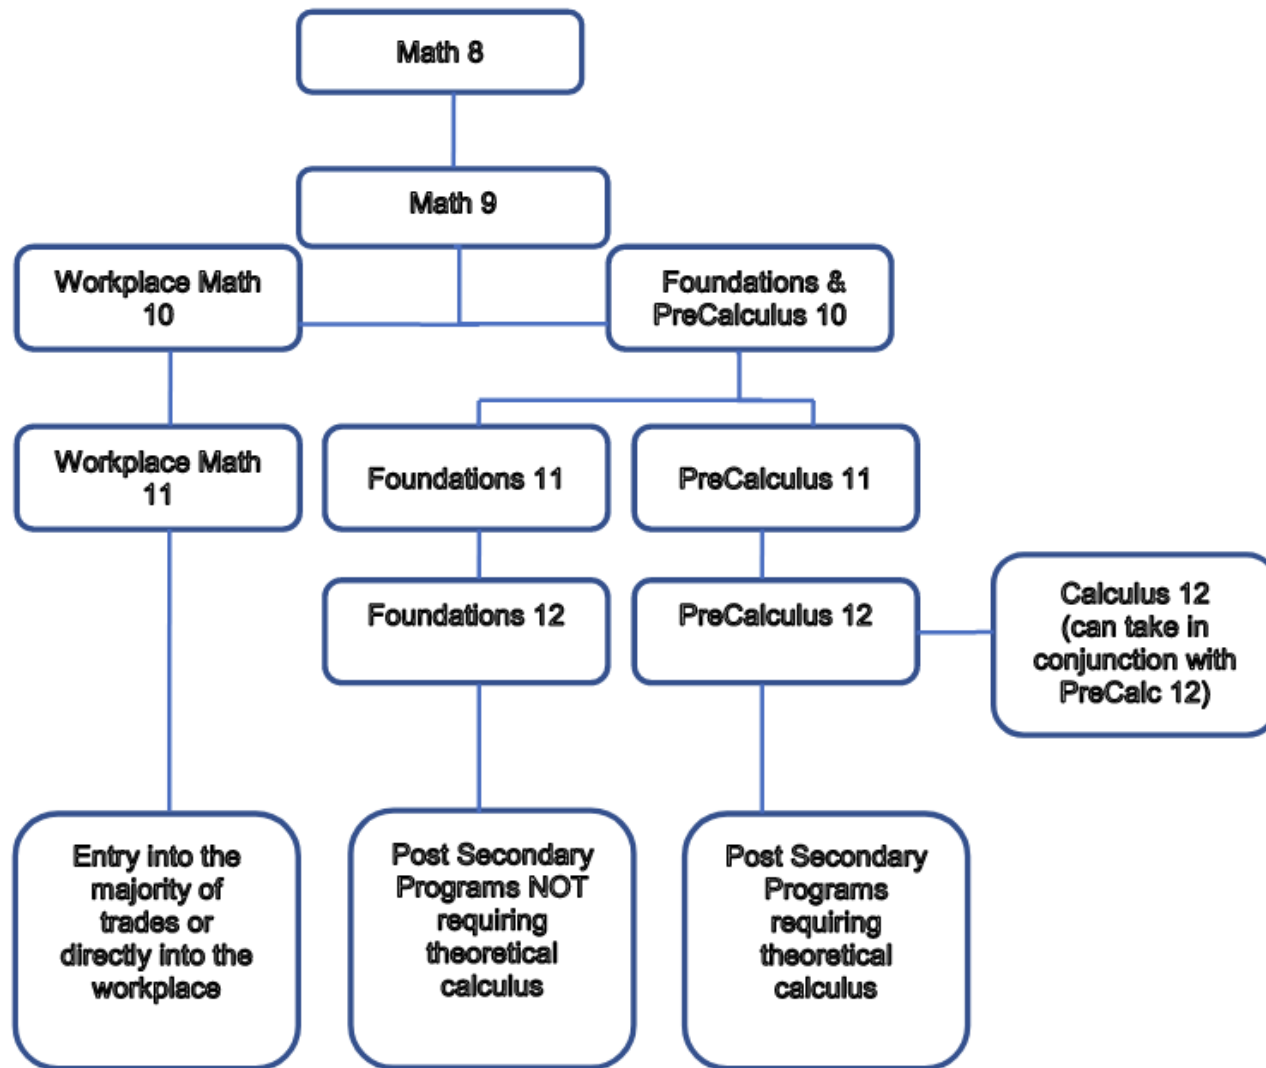 Math 8
Math 9
Workplace Math
10
Foundations &
PreCalculus 10
Workplace Math
11
Foundations 11
PreCalculus 11
Foundations 12
PreCalculus 12
Calculus 12
(can take in
conjunction with
PreCalc 12)
Entry into the
majority of
trades or
directly into the
workplace
Post Secondary
Programs NOT
requiring
theoretical
calculus
Post Secondary
Programs
requiring
theoretical
calculus